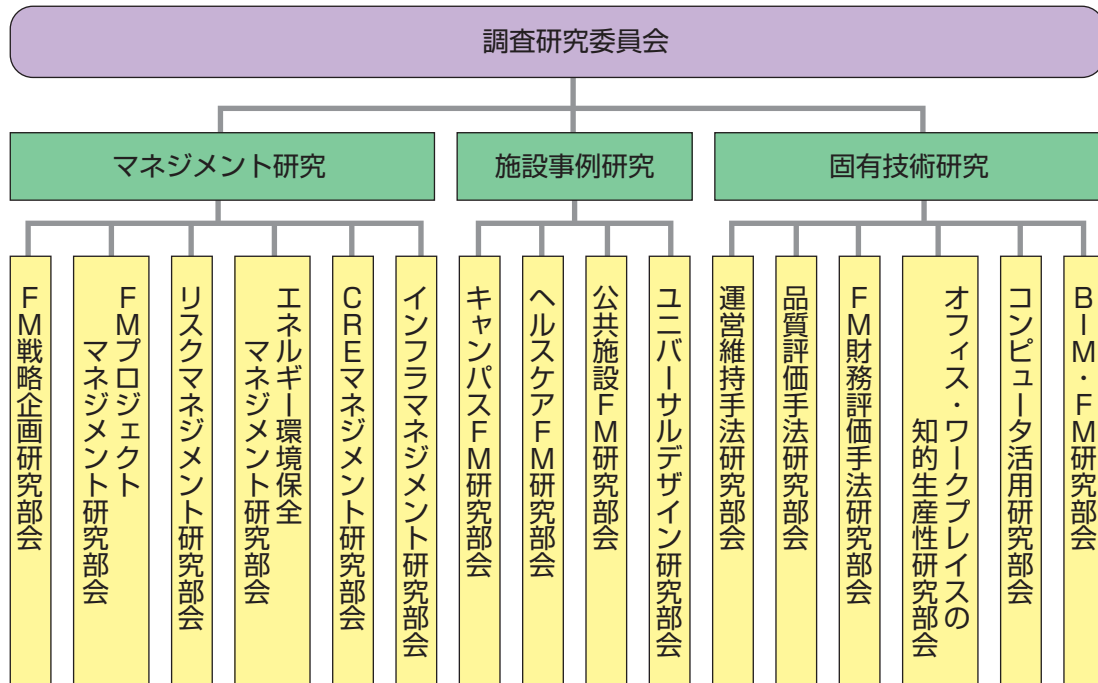 調査研究委員会
マネジメント研究
施設事例研究
固有技術研究
FM戦略企画研究部会
FMプロジェクト
マネジメント研究部会
リスクマネジメント研究部会
エネルギー環境保全
マネジメント研究部会
CREマネジメント研究部会
インフラマネジメント研究部会
キャンパスFM研究部会
ヘルスケアFM研究部会
公共施設FM研究部会
ユニバーサルデザイン研究部会
運営維持手法研究部会
品質評価手法研究部会
FM財務評価手法研究部会
オフィス・ワークプレイスの
知的生産性研究部会
コンピュータ活用研究部会
BIM・FM研究部会